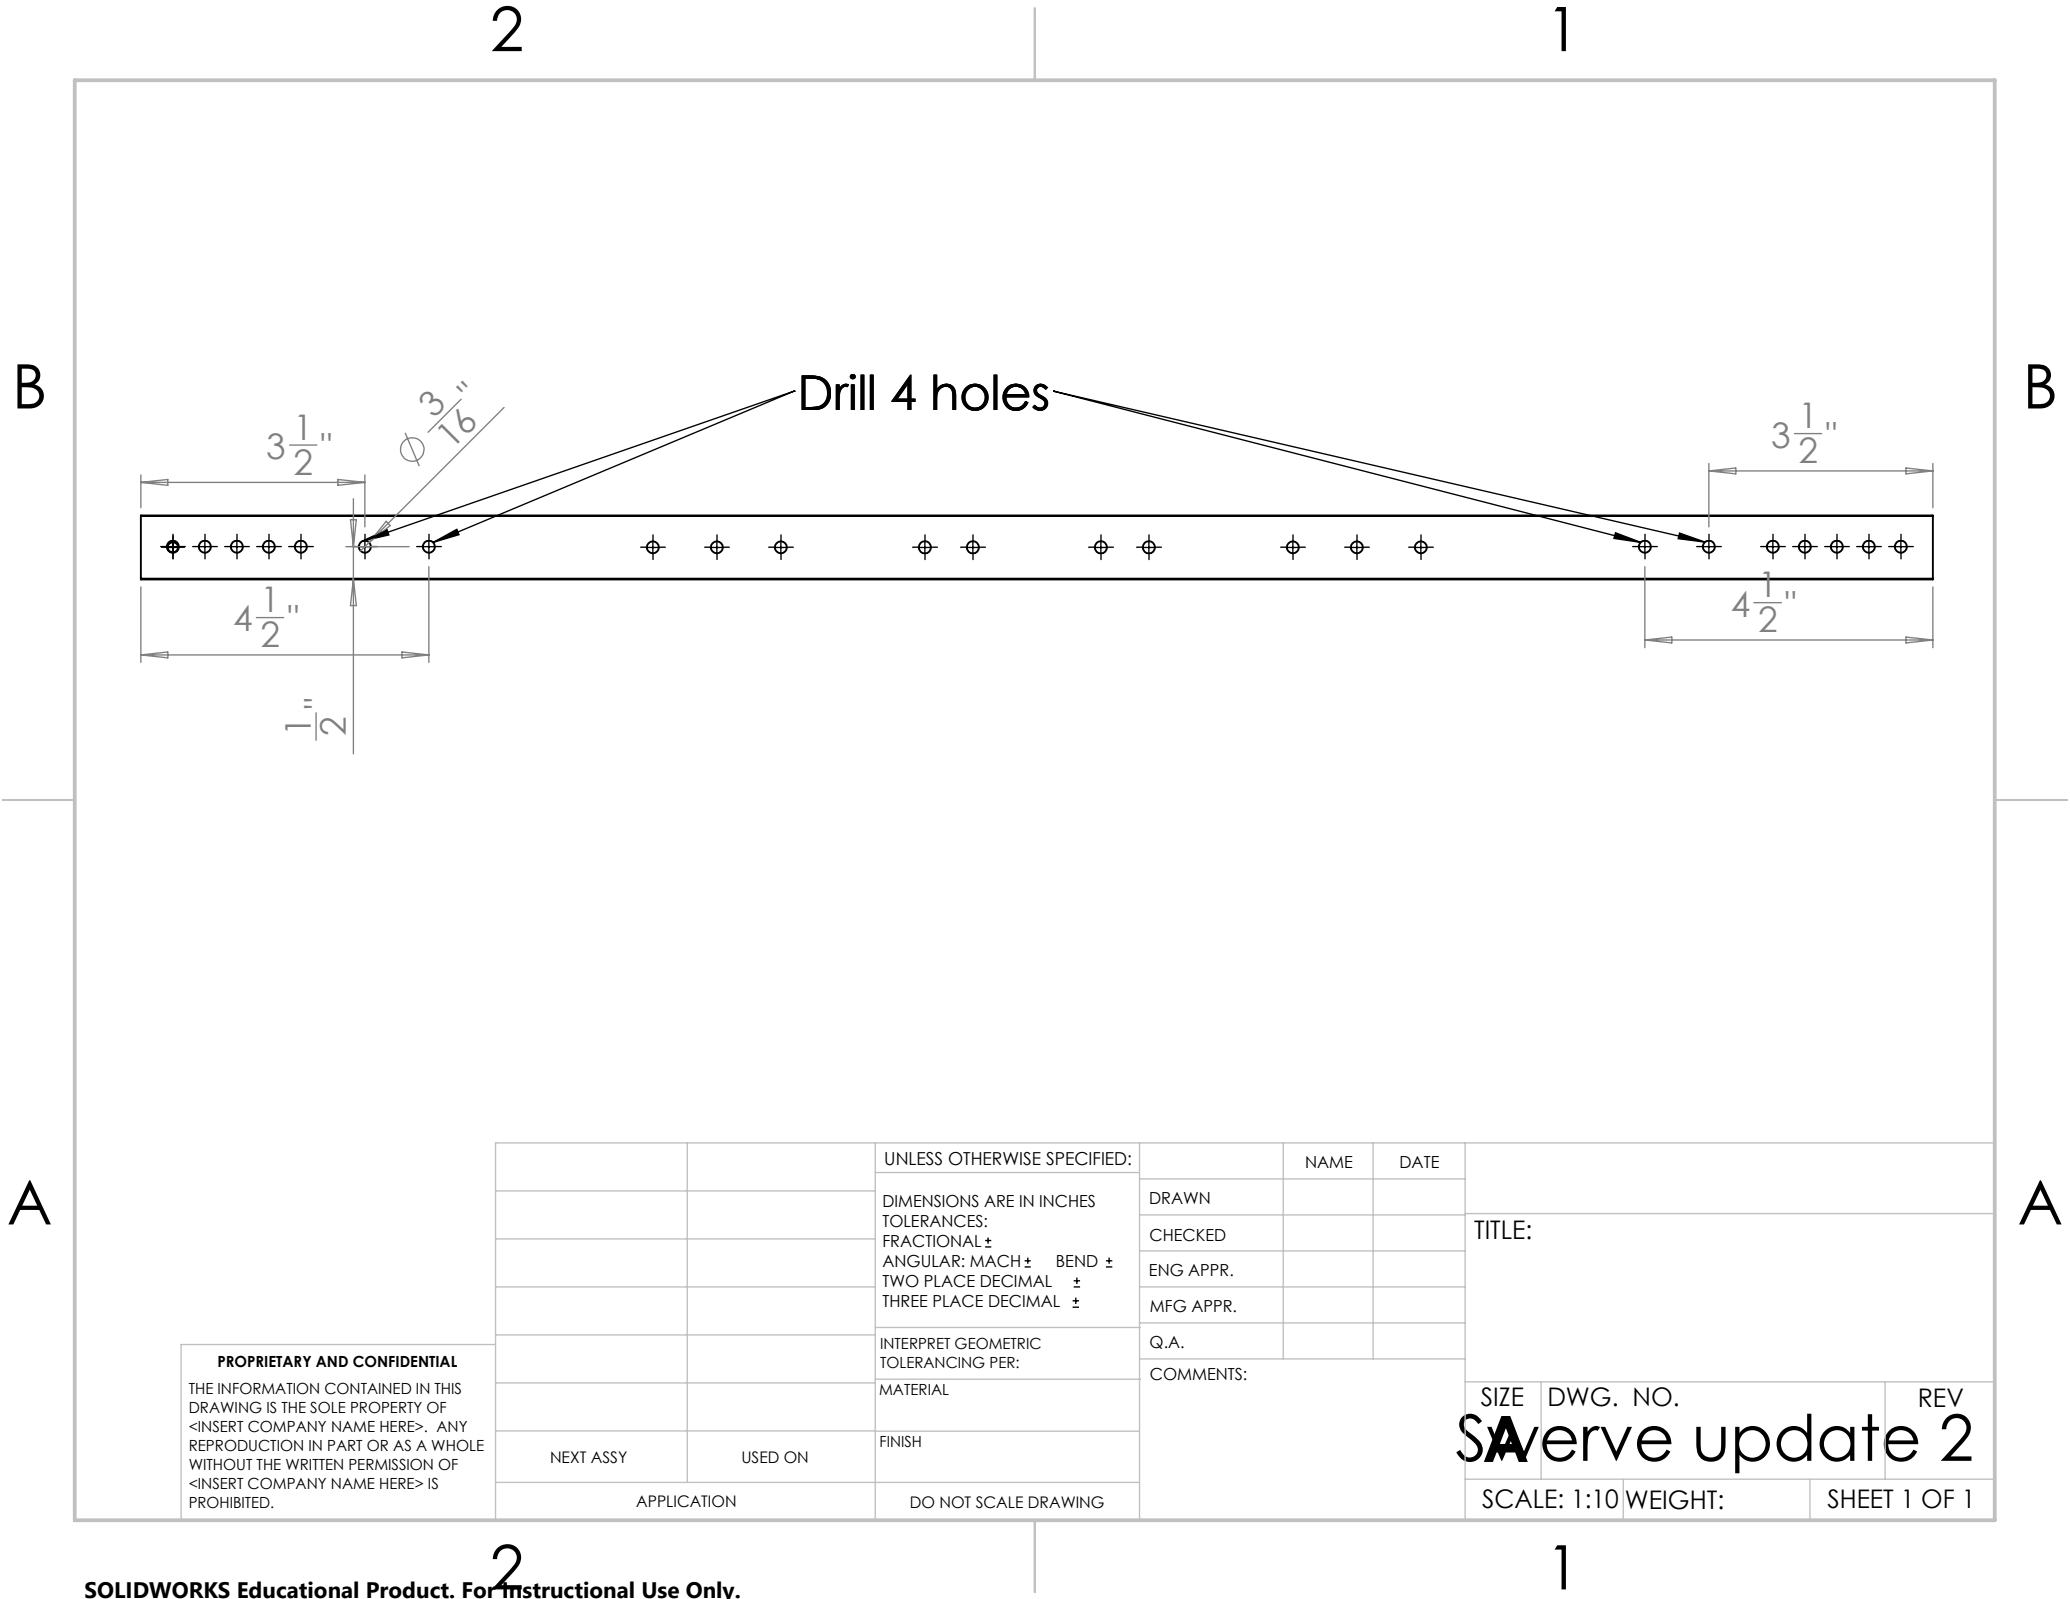 2 1
B B
Drill 4 holes
3 1/2"
⌀ 3/16"
3 1/2"
4 1/2"
4 1/2"
1/2"
A A
UNLESS OTHERWISE SPECIFIED:
DIMENSIONS ARE IN INCHES
TOLERANCES:
FRACTIONAL ±
ANGULAR: MACH ± BEND ±
TWO PLACE DECIMAL ±
THREE PLACE DECIMAL ±
INTERPRET GEOMETRIC
TOLERANCING PER:
MATERIAL
FINISH
DO NOT SCALE DRAWING
NAME DATE
DRAWN
CHECKED
ENG APPR.
MFG APPR.
Q.A.
COMMENTS:
TITLE:
SIZE DWG. NO. REV
A
Swerve update 2
SCALE: 1:10 WEIGHT: SHEET 1 OF 1
PROPRIETARY AND CONFIDENTIAL
THE INFORMATION CONTAINED IN THIS
DRAWING IS THE SOLE PROPERTY OF
<INSERT COMPANY NAME HERE>. ANY
REPRODUCTION IN PART OR AS A WHOLE
WITHOUT THE WRITTEN PERMISSION OF
<INSERT COMPANY NAME HERE> IS
PROHIBITED.
NEXT ASSY USED ON
APPLICATION
2 1
SOLIDWORKS Educational Product. For Instructional Use Only.